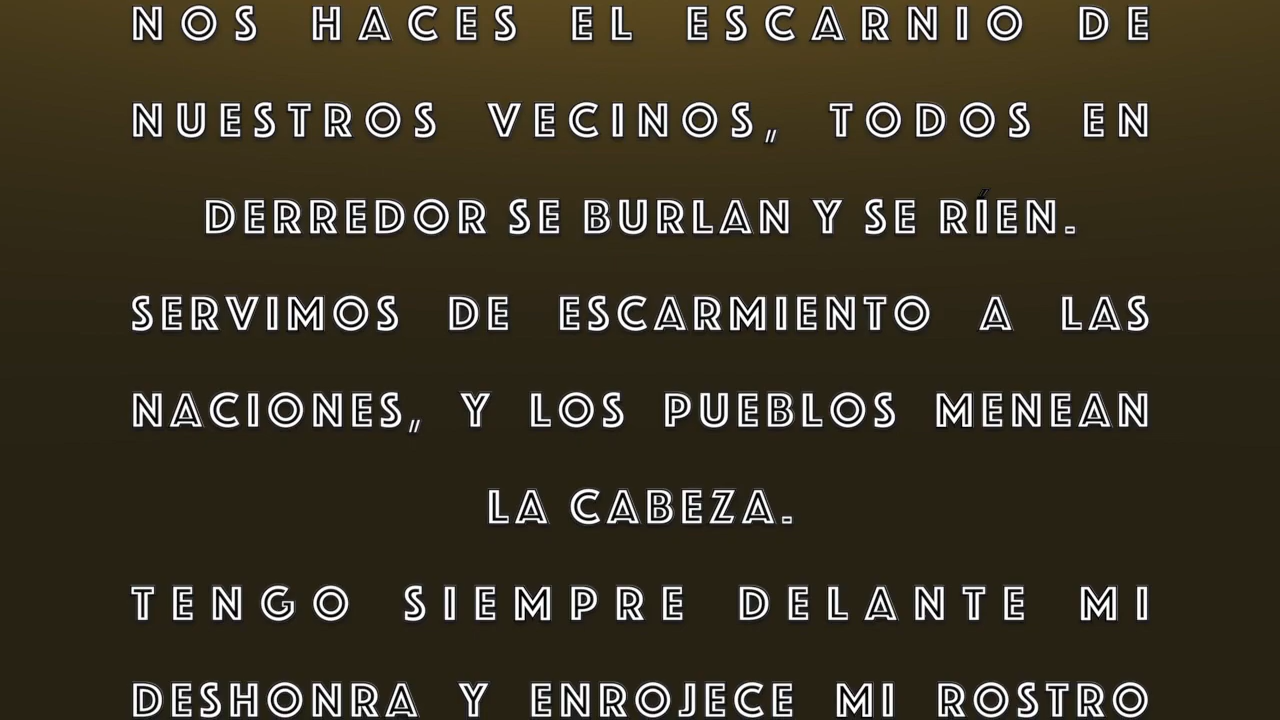 NOS HACES EL ESCARNIO DE
NUESTROS VECINOS, TODOS EN
DERREDOR SE BURLAN Y SE RÍEN.
SERVIMOS DE ESCARMIENTO A LAS
NACIONES, Y LOS PUEBLOS MENEAN
LA CABEZA.
TENGO SIEMPRE DELANTE MI
DESHONRA Y ENROJECE MI ROSTRO